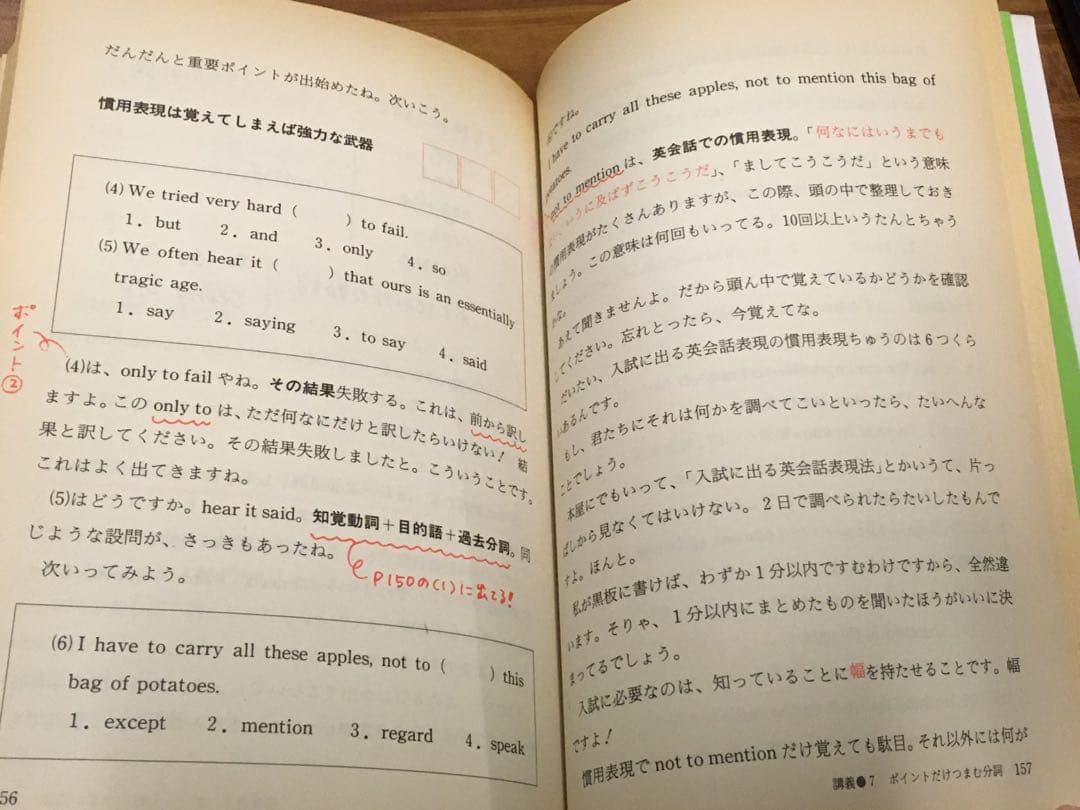 だんだんと重要ポイントが出始めたね。次いこう。
慣用表現は覚えてしまえば強力な武器
(4) We tried very hard (　　) to fail.
1．but　2．and　3．only　4．so
(5) We often hear it (　　) that ours is an essentially
tragic age.
1．say　2．saying　3．to say　4．said
ポイント②
(4)は、only to fail やね。その結果失敗する。これは、前から訳し
ますよ。この only to は、ただ何なにだけと訳したらいけない！　結
果と訳してください。その結果失敗しましたと。こういうことです。
これはよく出てきますね。
(5)はどうですか。hear it said。知覚動詞＋目的語＋過去分詞。同
じような設問が、さっきもあったね。
P150の(1)に出てる！
次いってみよう。
(6) I have to carry all these apples, not to (　　) this
bag of potatoes.
1．except　2．mention　3．regard　4．speak
56
ですね。
I have to carry all these apples, not to mention this bag of
potatoes.
not to mention は、英会話での慣用表現。「何なにはいうまでも
いうに及ばずこうこうだ」、「ましてこうこうだ」という意味
の慣用表現がたくさんありますが、この際、頭の中で整理しておき
ましょう。この意味は何回もいってる。10回以上いうたんとちゃう
かな。
あえて聞きませんよ。だから頭ん中で覚えているかどうかを確認
してください。忘れとったら、今覚えてな。
だいたい、入試に出る英会話表現の慣用表現ちゅうのは6つくら
いあるんです。
もし、君たちにそれは何かを調べてこいといったら、たいへんな
ことでしょう。
本屋にでもいって、「入試に出る英会話表現法」とかいうて、片っ
ぱしから見なくてはいけない。2日で調べられたらたいしたもんで
すよ。ほんと。
私が黒板に書けば、わずか1分以内ですむわけですから、全然違
います。そりゃ、1分以内にまとめたものを聞いたほうがいいに決
まってるでしょう。
入試に必要なのは、知っていることに幅を持たせることです。幅
ですよ！
慣用表現で not to mention だけ覚えても駄目。それ以外には何が
講義●7　ポイントだけつまむ分詞　157